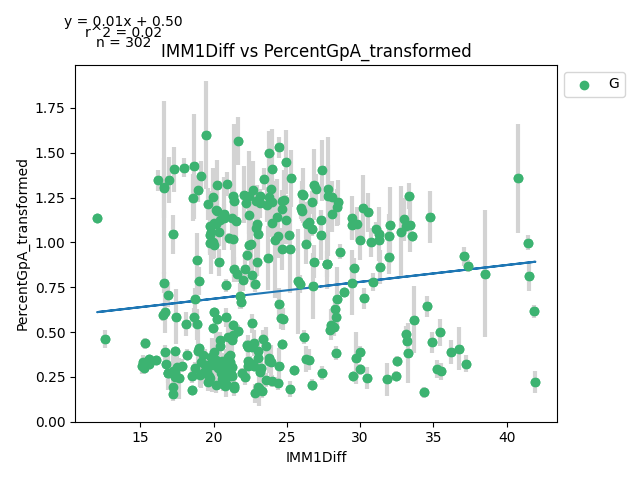 y = 0.01x + 0.50
r^2 = 0.02
n = 302
IMM1Diff vs PercentGpA_transformed
G
PercentGpA_transformed
1.75
1.50
1.25
1.00
0.75
0.50
0.25
0.00
15 20 25 30 35 40
IMM1Diff